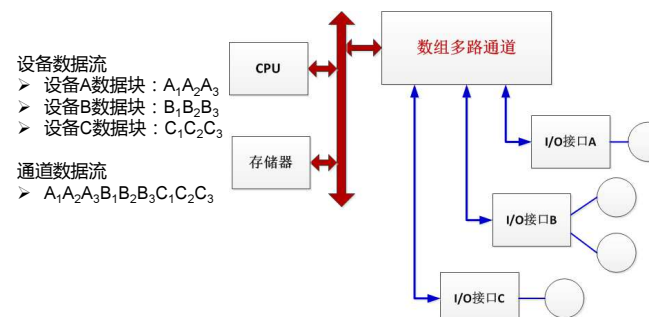 设备数据流
➢ 设备A数据块：A₁A₂A₃
➢ 设备B数据块：B₁B₂B₃
➢ 设备C数据块：C₁C₂C₃
通道数据流
➢ A₁A₂A₃B₁B₂B₃C₁C₂C₃
CPU
存储器
数组多路通道
I/O接口A
I/O接口B
I/O接口C